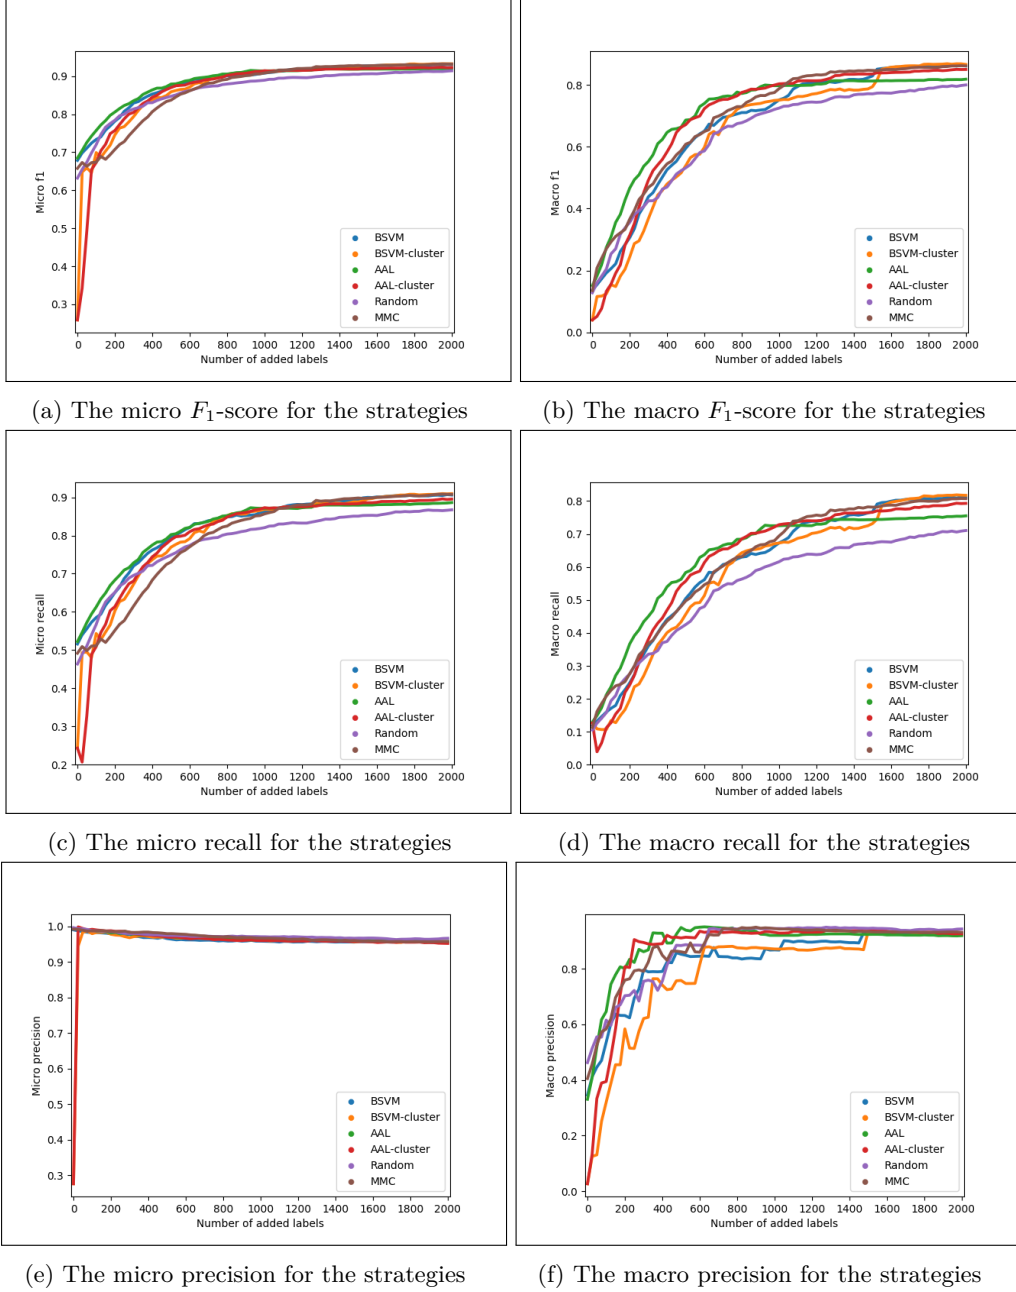 0.9
0.8
0.7
0.6
0.5
0.4
0.3
Micro f1
0 200 400 600 800 1000 1200 1400 1600 1800 2000
Number of added labels
BSVM
BSVM-cluster
AAL
AAL-cluster
Random
MMC
0.8
0.6
0.4
0.2
0.0
Macro f1
0 200 400 600 800 1000 1200 1400 1600 1800 2000
Number of added labels
BSVM
BSVM-cluster
AAL
AAL-cluster
Random
MMC
(a) The micro F₁-score for the strategies
(b) The macro F₁-score for the strategies
0.9
0.8
0.7
0.6
0.5
0.4
0.3
0.2
Micro recall
0 200 400 600 800 1000 1200 1400 1600 1800 2000
Number of added labels
BSVM
BSVM-cluster
AAL
AAL-cluster
Random
MMC
0.8
0.7
0.6
0.5
0.4
0.3
0.2
0.1
0.0
Macro recall
0 200 400 600 800 1000 1200 1400 1600 1800 2000
Number of added labels
BSVM
BSVM-cluster
AAL
AAL-cluster
Random
MMC
(c) The micro recall for the strategies
(d) The macro recall for the strategies
1.0
0.9
0.8
0.7
0.6
0.5
0.4
0.3
Micro precision
0 200 400 600 800 1000 1200 1400 1600 1800 2000
Number of added labels
BSVM
BSVM-cluster
AAL
AAL-cluster
Random
MMC
0.8
0.6
0.4
0.2
0.0
Macro precision
0 200 400 600 800 1000 1200 1400 1600 1800 2000
Number of added labels
BSVM
BSVM-cluster
AAL
AAL-cluster
Random
MMC
(e) The micro precision for the strategies
(f) The macro precision for the strategies